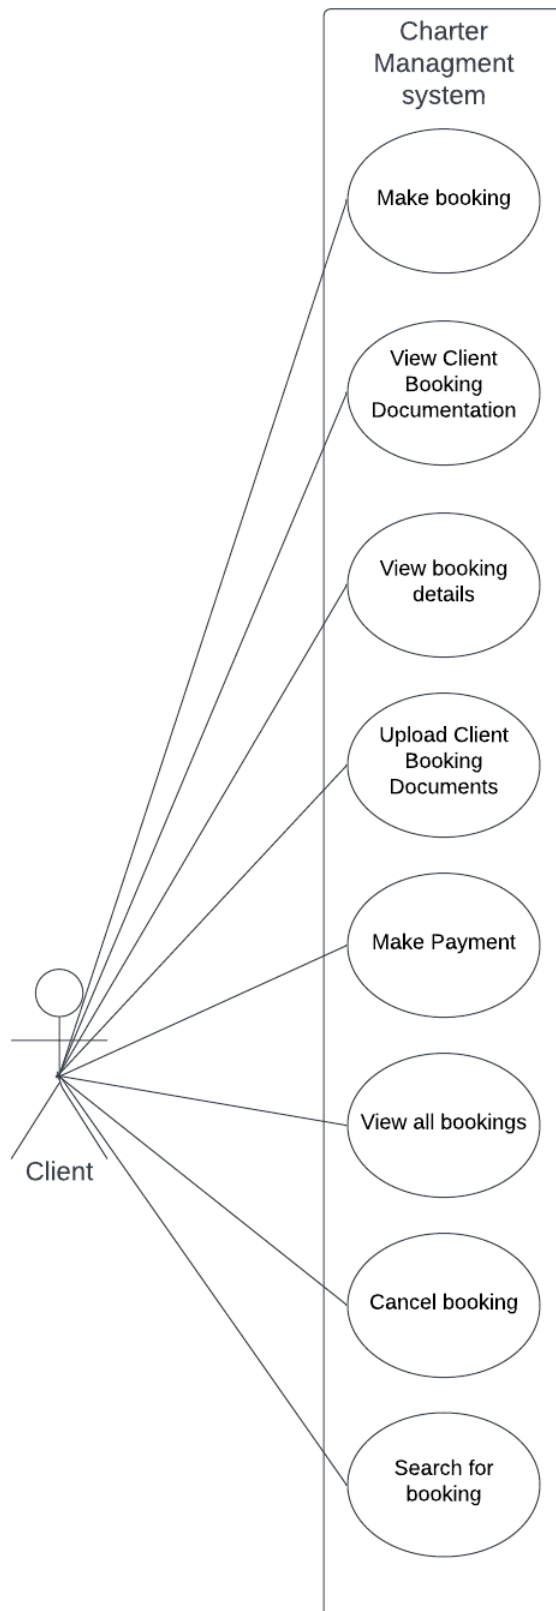 Charter
Managment
system
Make booking
View Client
Booking
Documentation
View booking
details
Upload Client
Booking
Documents
Make Payment
View all bookings
Client
Cancel booking
Search for
booking